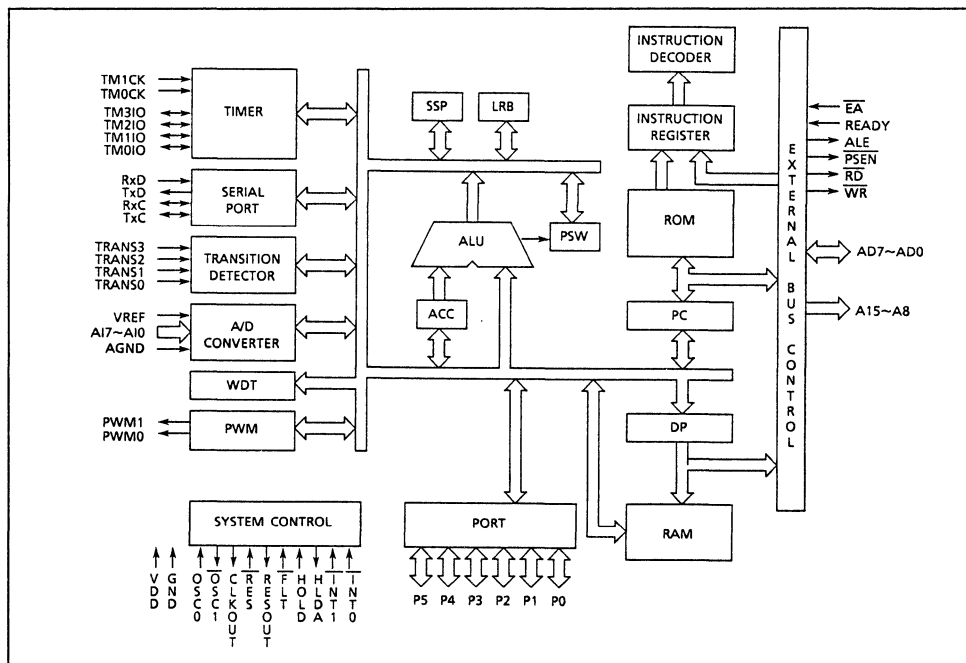 TM1CK
TM0CK
TM3IO
TM2IO
TM1IO
TM0IO
TIMER
RxD
TxD
RxC
TxC
SERIAL
PORT
TRANS3
TRANS2
TRANS1
TRANS0
TRANSITION
DETECTOR
VREF
AI7~AI0
AGND
A/D
CONVERTER
WDT
PWM1
PWM0
PWM
SSP
LRB
ALU
PSW
ACC
INSTRUCTION
DECODER
INSTRUCTION
REGISTER
ROM
PC
DP
RAM
EXTERNAL BUS CONTROL
EA
READY
ALE
PSEN
RD
WR
AD7~AD0
A15~A8
SYSTEM CONTROL
VDD
GND
OSC0
OSC1
CLKOUT
RES
RESOUT
FLT
HOLD
HLDA
INT1
INT0
PORT
P5 P4 P3 P2 P1 P0